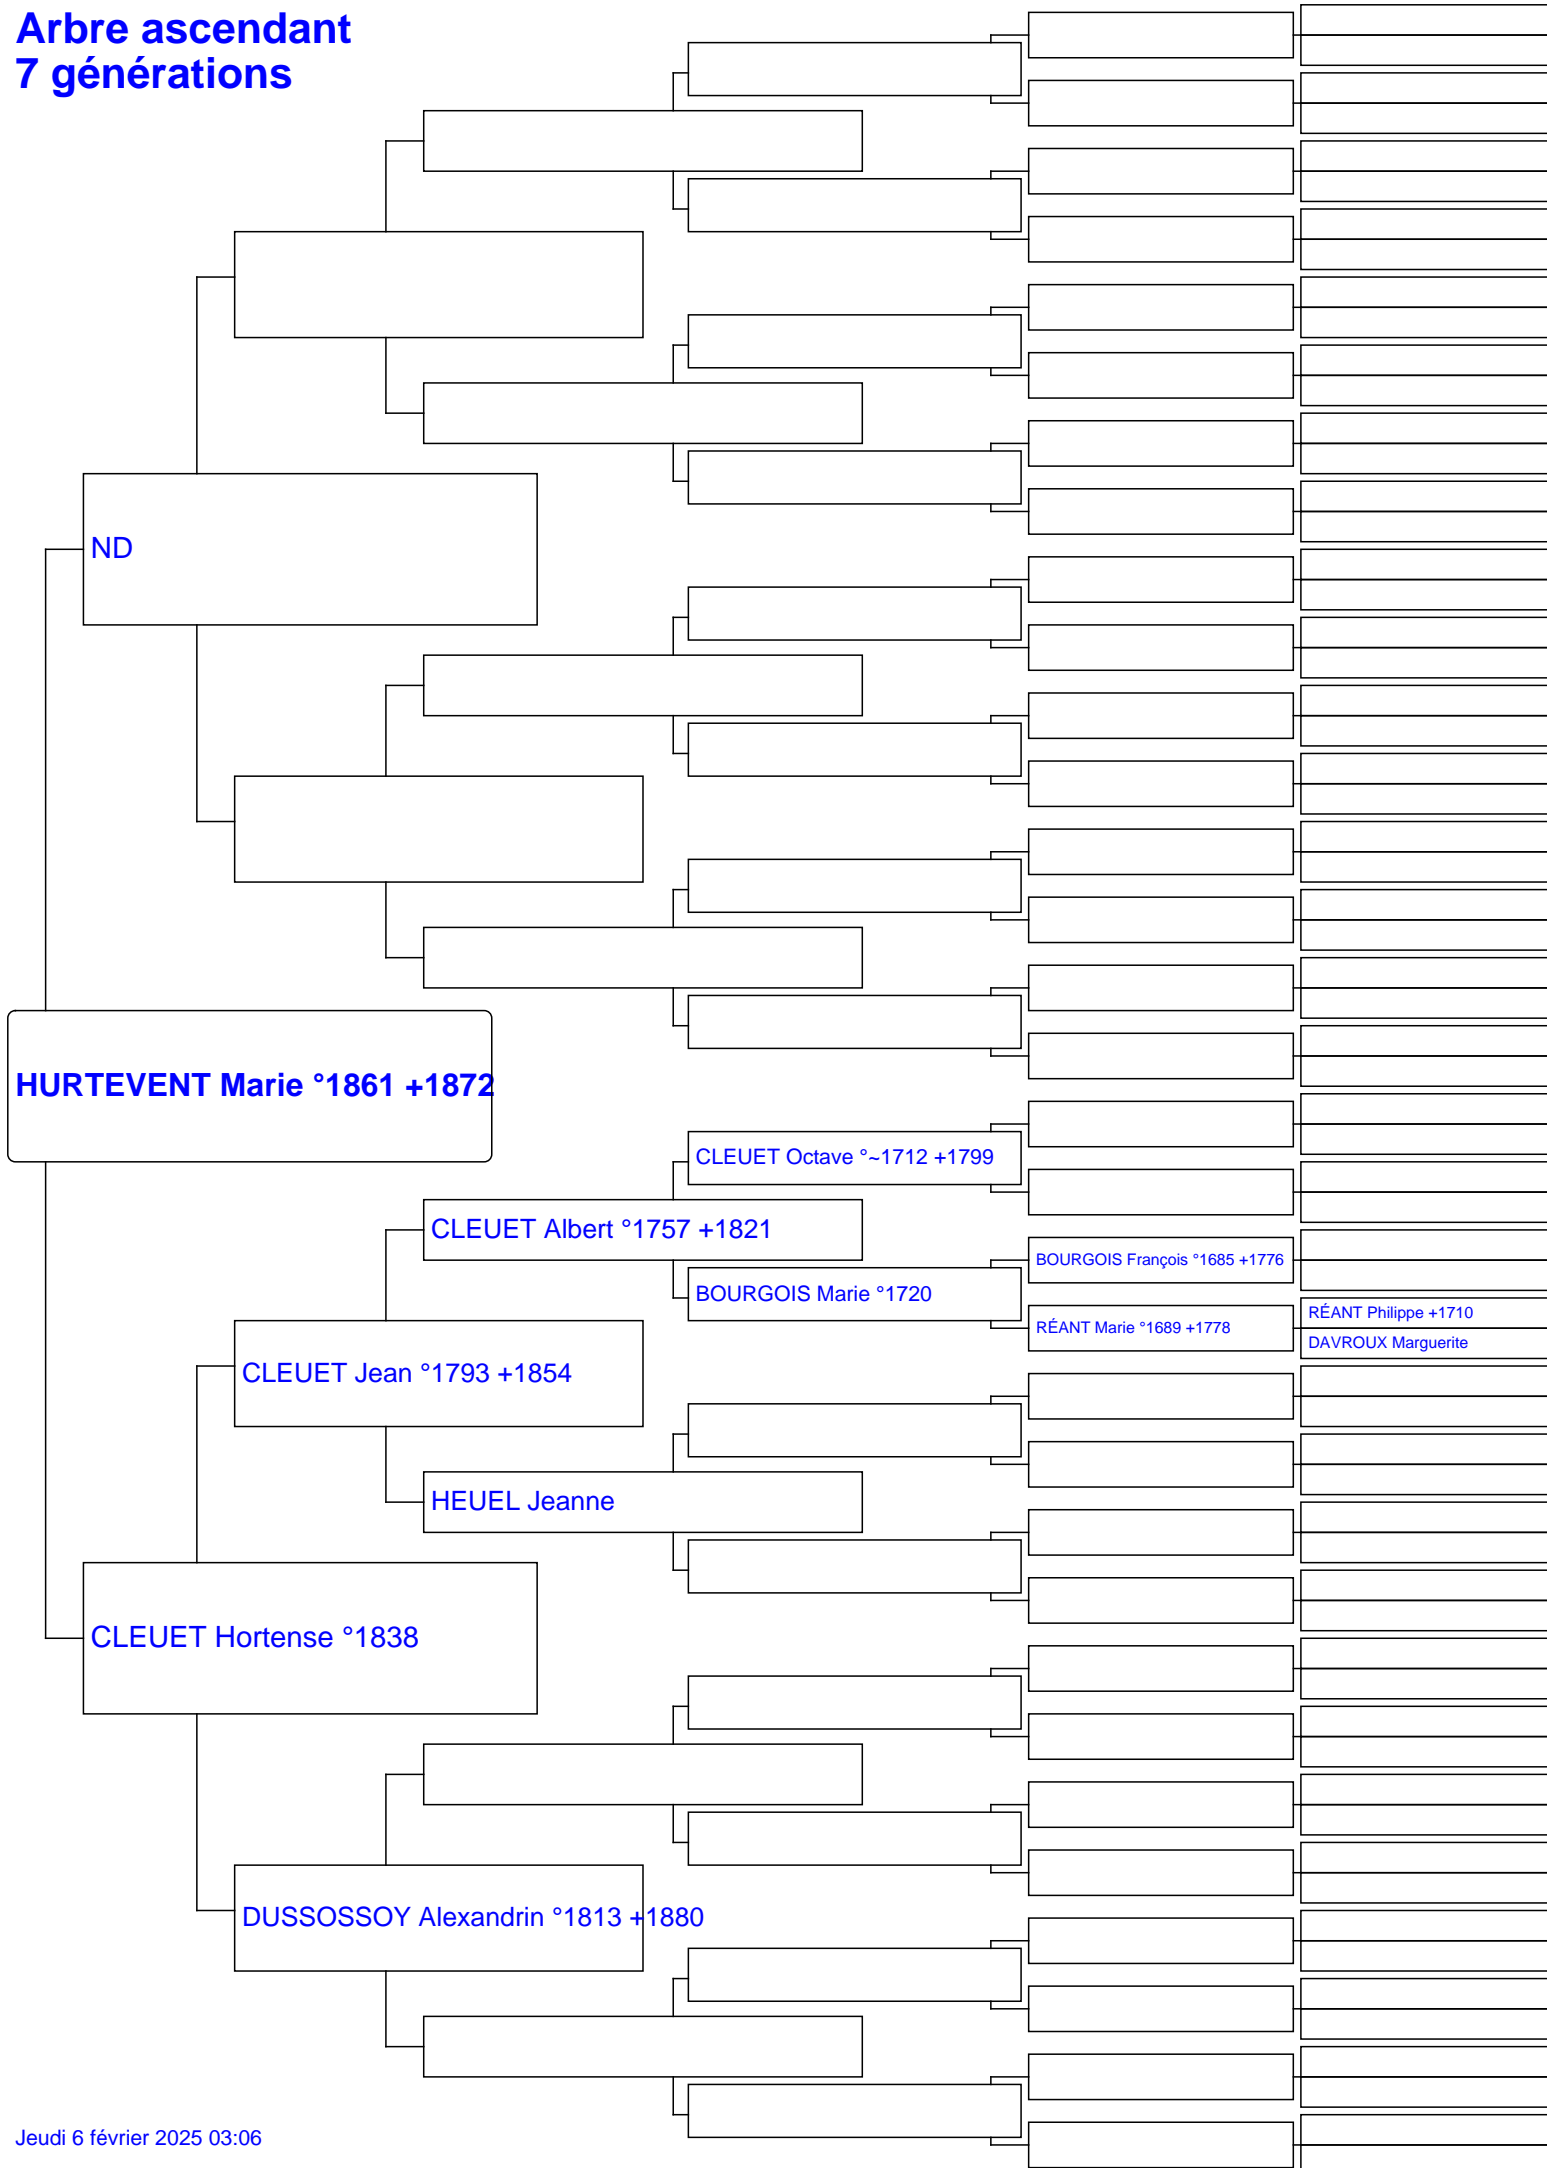 Arbre ascendant
7 générations
ND
HURTEVENT Marie °1861 +1872
CLEUET Octave °~1712 +1799
CLEUET Albert °1757 +1821
BOURGOIS François °1685 +1776
BOURGOIS Marie °1720
RÉANT Philippe +1710
RÉANT Marie °1689 +1778
DAVROUX Marguerite
CLEUET Jean °1793 +1854
HEUEL Jeanne
CLEUET Hortense °1838
DUSSOSSOY Alexandrin °1813 +1880
Jeudi 6 février 2025 03:06